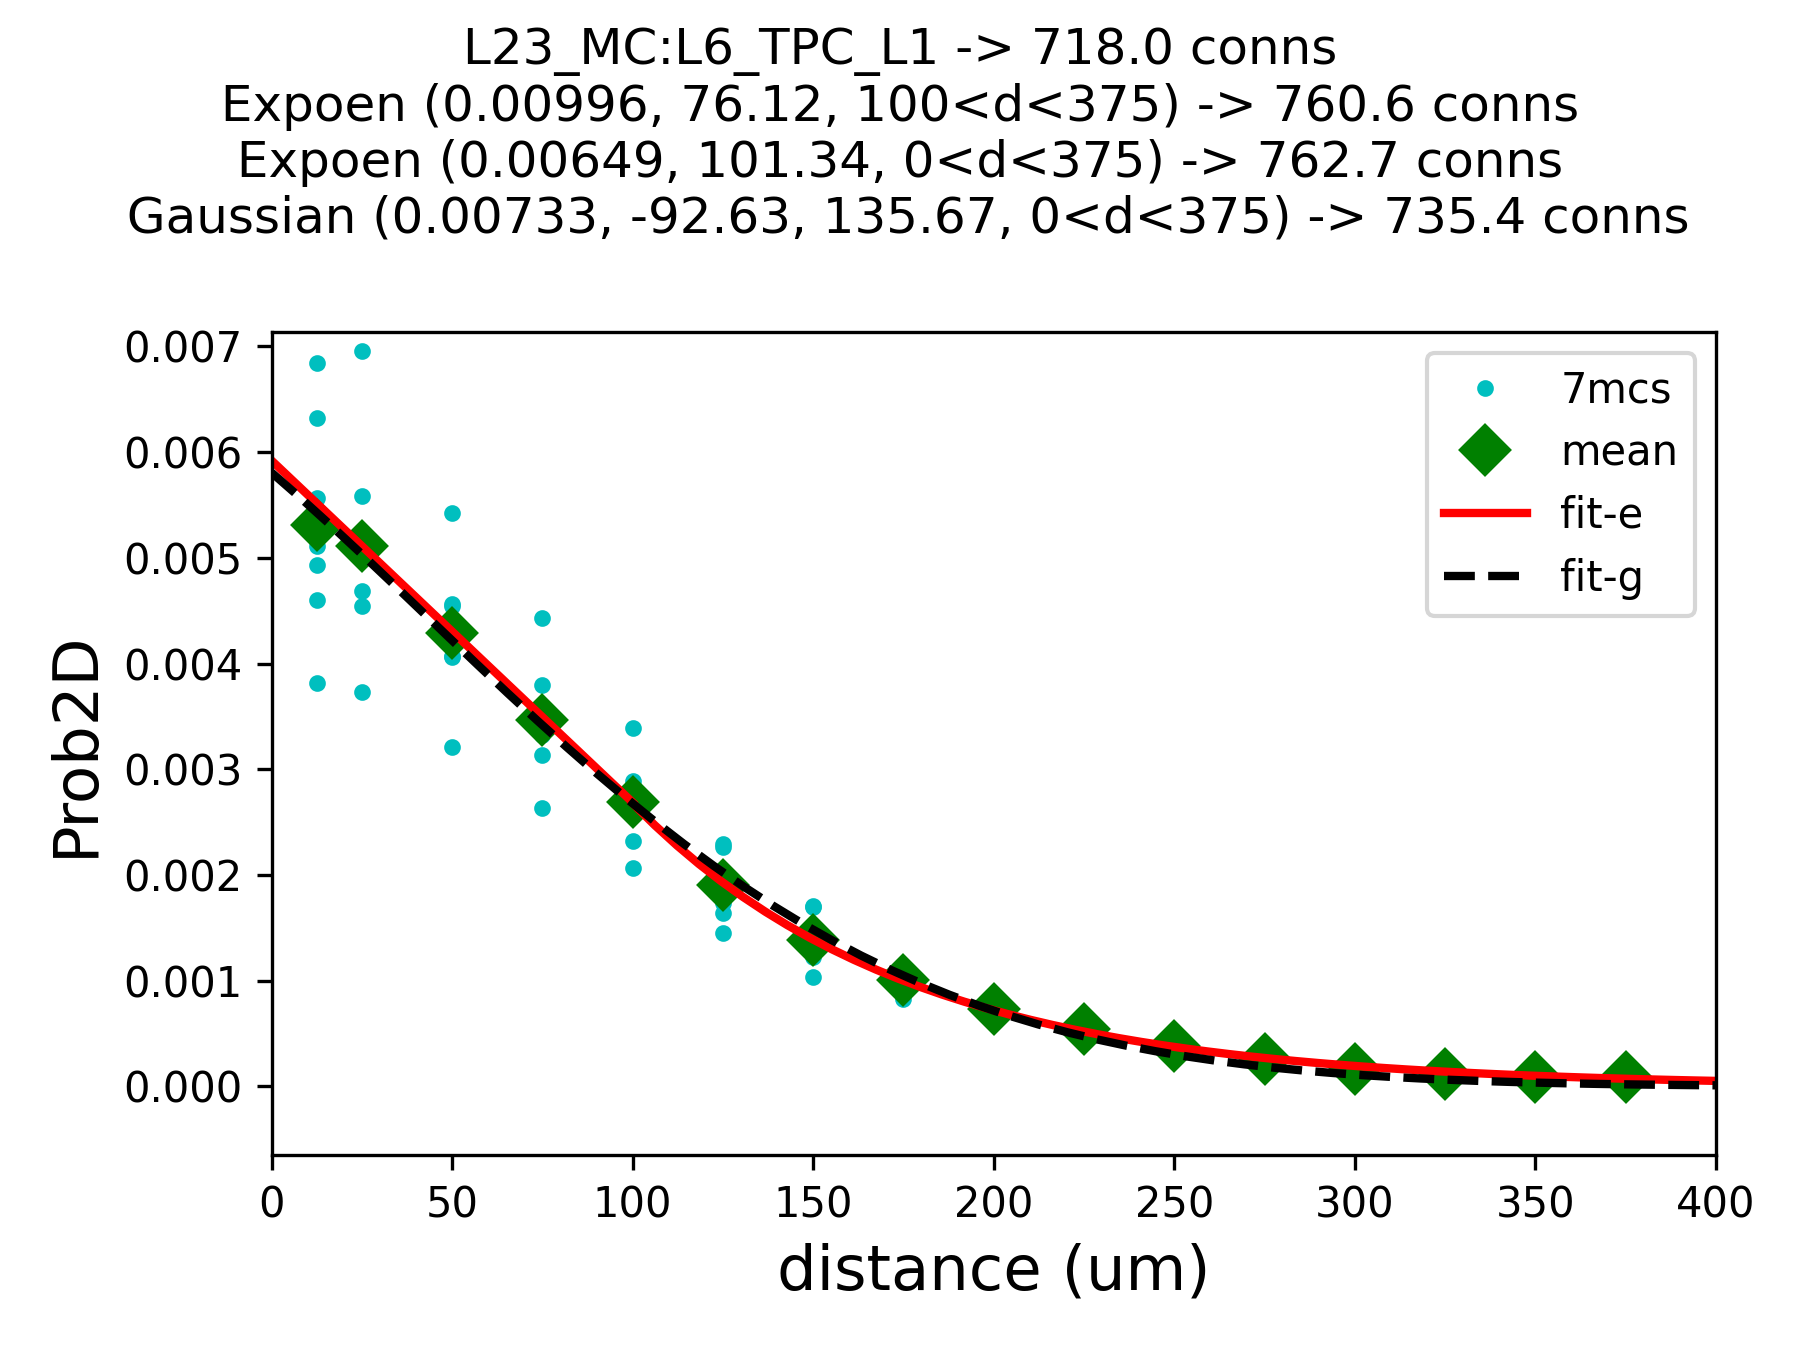 L23_MC:L6_TPC_L1 -> 718.0 conns
Expoen (0.00996, 76.12, 100<d<375) -> 760.6 conns
Expoen (0.00649, 101.34, 0<d<375) -> 762.7 conns
Gaussian (0.00733, -92.63, 135.67, 0<d<375) -> 735.4 conns
0.007
0.006
0.005
0.004
0.003
0.002
0.001
0.000
Prob2D
7mcs
mean
fit-e
fit-g
0 50 100 150 200 250 300 350 400
distance (um)